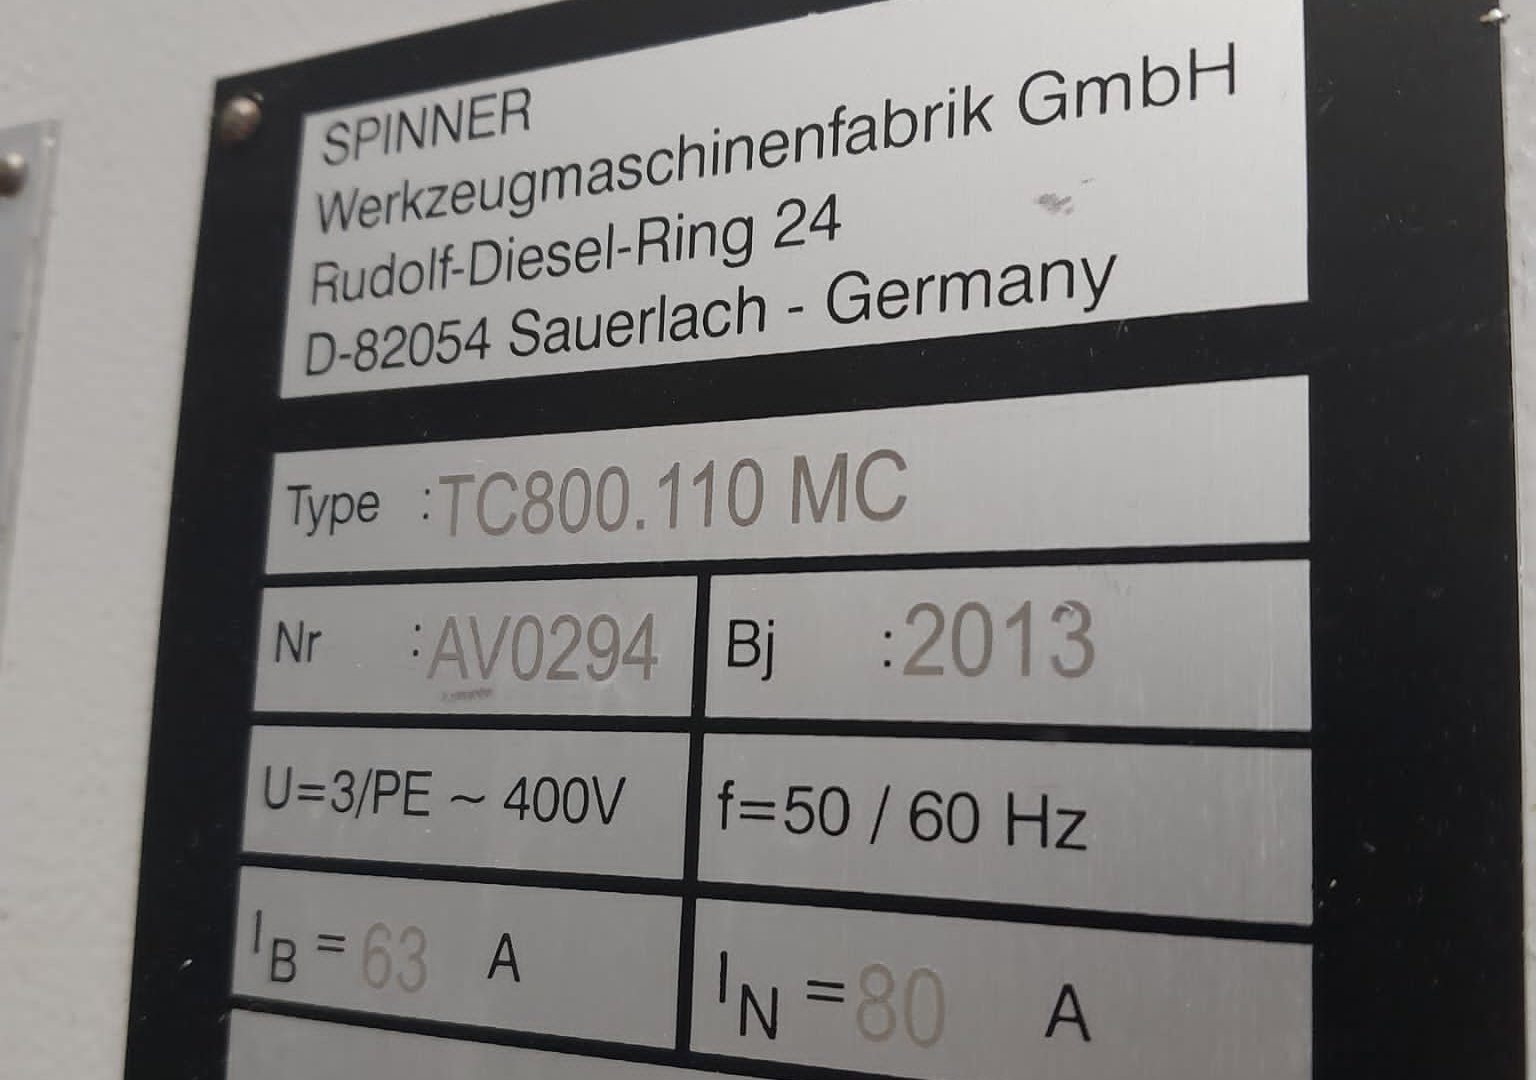 SPINNER
Werkzeugmaschinenfabrik GmbH
Rudolf-Diesel-Ring 24
D-82054 Sauerlach - Germany
Type :TC800.110 MC
Nr :AV0294 Bj :2013
U=3/PE ~ 400V f=50 / 60 Hz
IB = 63 A IN = 80 A